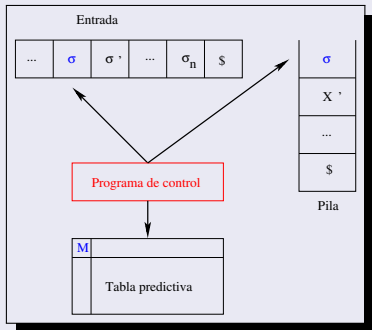 Entrada
... σ σ ' ... σn $
σ
X '
...
$
Pila
Programa de control
M
Tabla predictiva